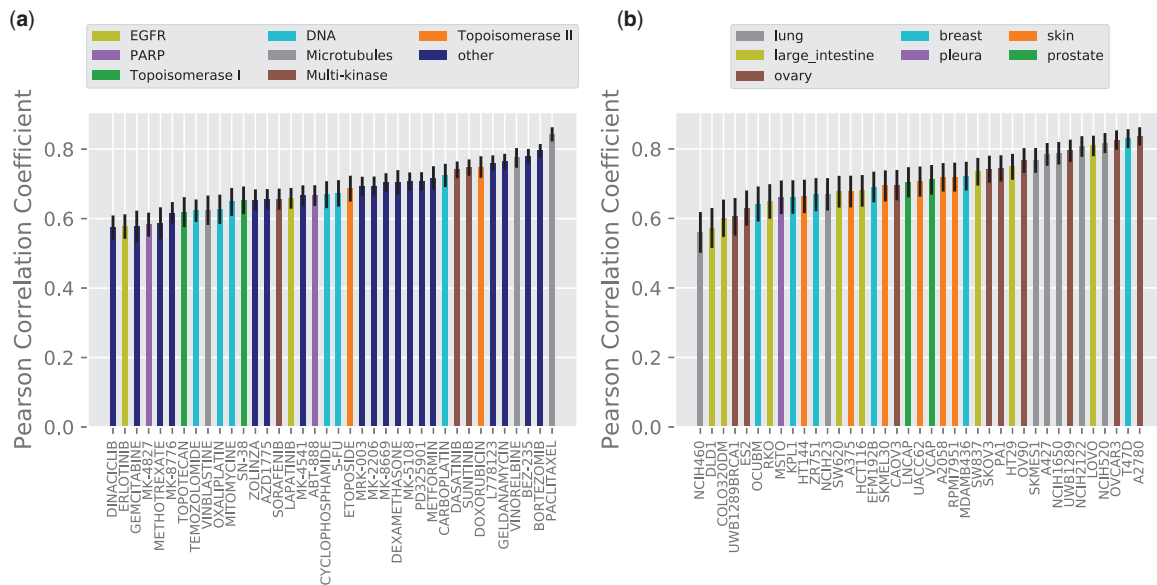 (a)
EGFR
PARP
Topoisomerase I
DNA
Microtubules
Multi-kinase
Topoisomerase II
other
Pearson Correlation Coefficient
0.8
0.6
0.4
0.2
0.0
DINACICLIB
ERLOTINIB
GEMCITABINE
MK-4827
METHOTREXATE
MK-8776
TOPOTECAN
TEMOZOLOMIDE
VINBLASTINE
OXALIPLATIN
MITOMYCINE
SN-38
ZOLINZA
AZD1775
SORAFENIB
LAPATINIB
MK-4541
ABT-888
CYCLOPHOSPHAMIDE
5-FU
ETOPOSIDE
MRK-003
MK-2206
MK-8669
DEXAMETHASONE
MK-5108
PD325901
METFORMIN
CARBOPLATIN
DASATINIB
SUNITINIB
DOXORUBICIN
L778123
GELDANAMYCIN
VINORELBINE
BEZ-235
BORTEZOMIB
PACLITAXEL
(b)
lung
large_intestine
ovary
breast
pleura
skin
prostate
Pearson Correlation Coefficient
0.8
0.6
0.4
0.2
0.0
NCIH460
DLD1
COLO320DM
UWB1289BRCA1
ES2
OCUBM
RKO
MSTO
KPL1
HT144
ZR751
NCIH23
SW620
A375
HCT116
EFM192B
SKMEL30
CAOV3
LNCAP
UACC62
VCAP
A2058
RPMI7951
MDAMB436
SW837
SKOV3
PA1
HT29
OV90
SKMES1
A427
NCIH1650
UWB1289
NCIH2122
LOVO
NCIH520
OVCAR3
T47D
A2780